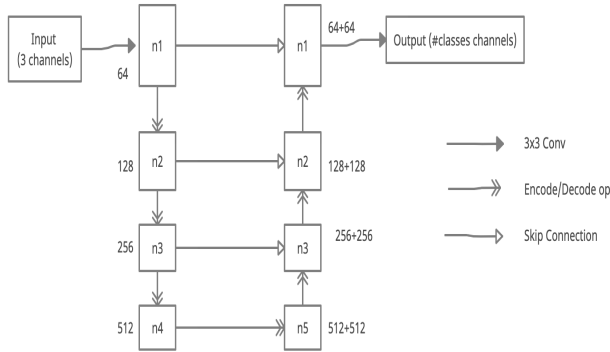 Input
(3 channels)
n1
n1
64+64
Output (#classes channels)
64
128
n2
n2
128+128
256
n3
n3
256+256
512
n4
n5
512+512
3x3 Conv
Encode/Decode op
Skip Connection